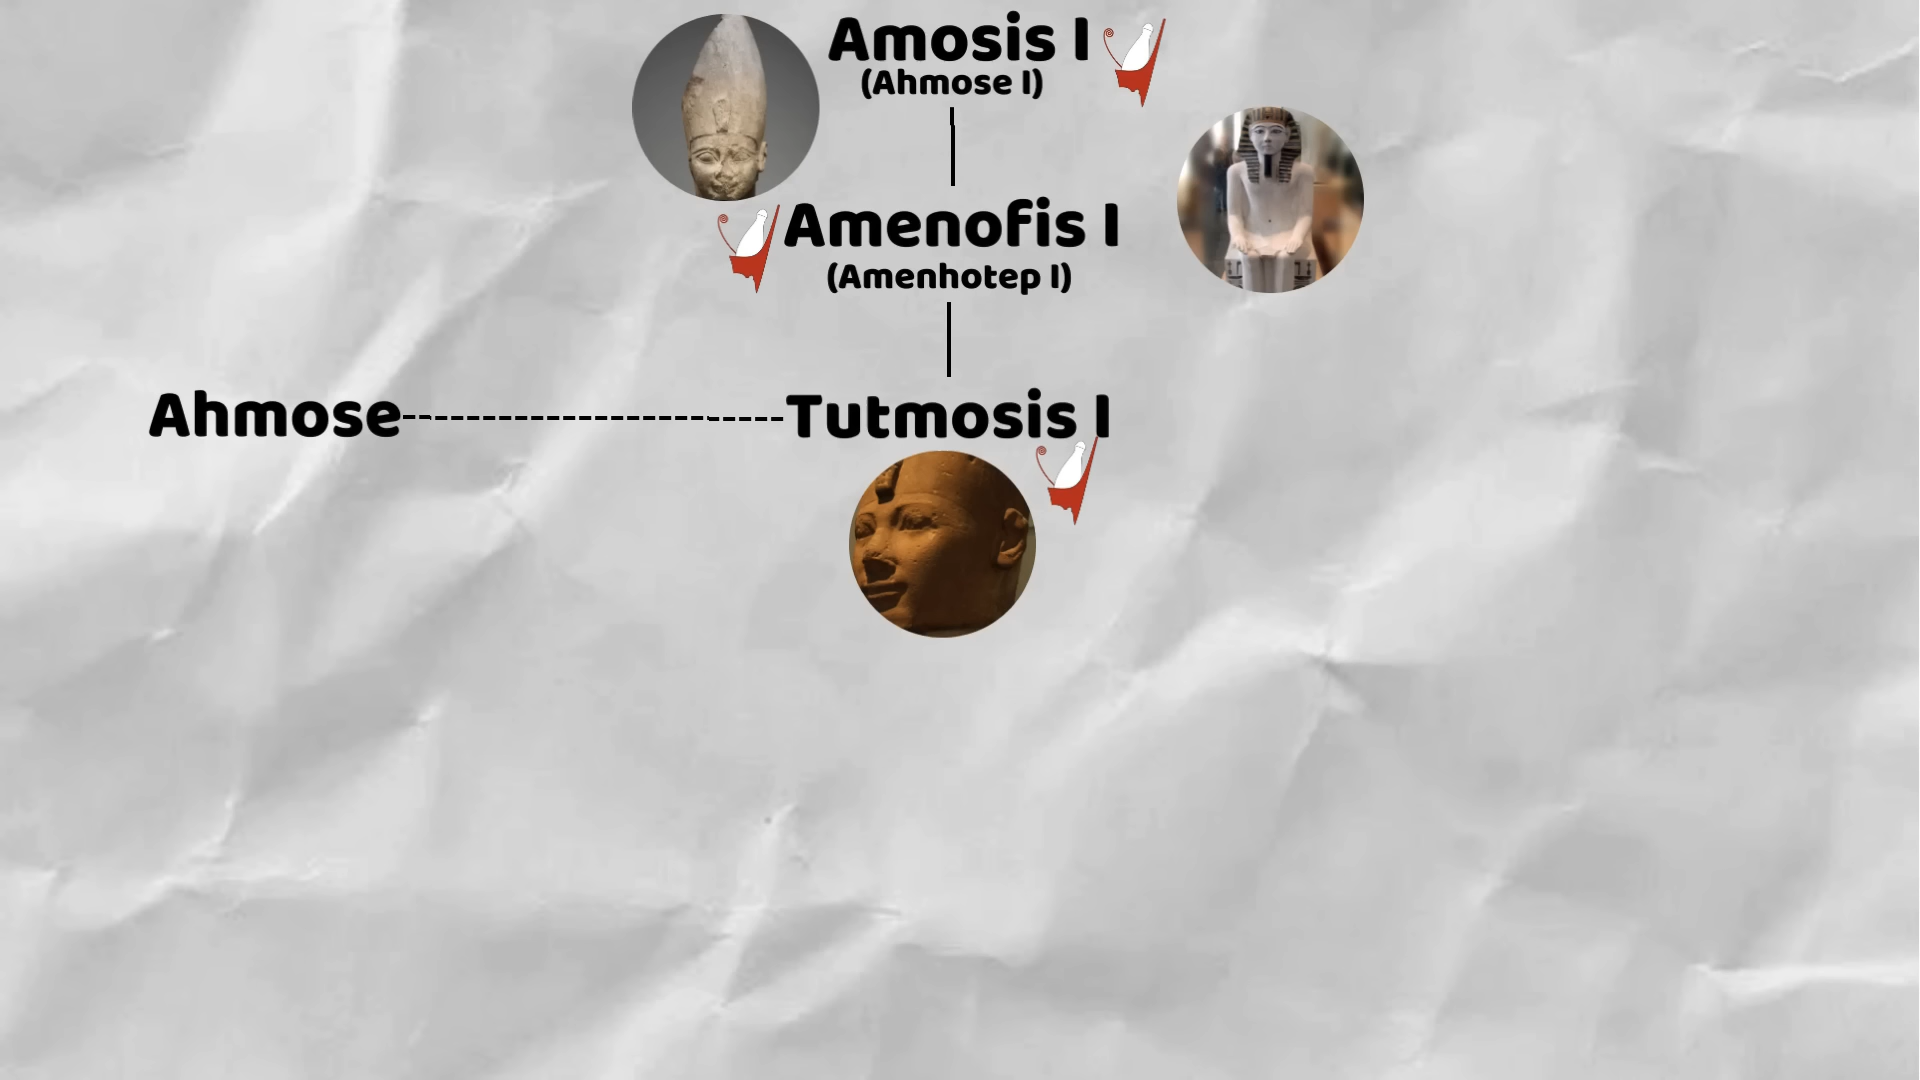 Amosis I
(Ahmose I)
Amenofis I
(Amenhotep I)
Ahmose
Tutmosis I